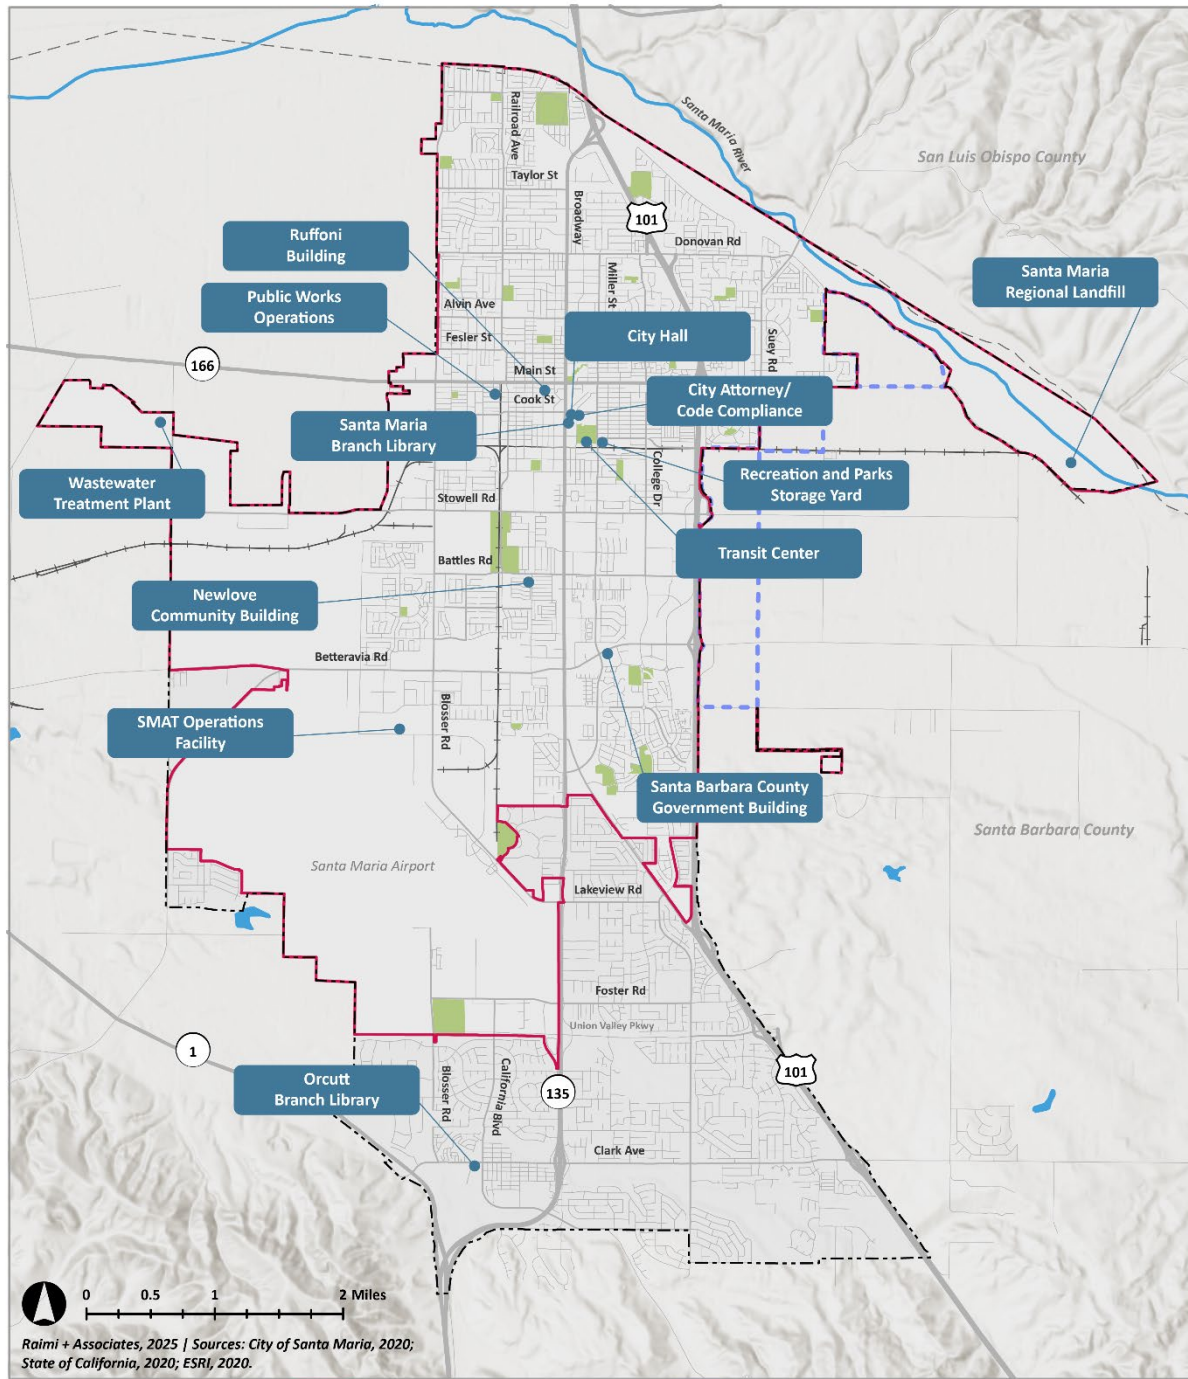 Santa Maria River
San Luis Obispo County
Railroad Ave
Taylor St
Broadway
101
Donovan Rd
Ruffoni
Building
Miller St
Santa Maria
Regional Landfill
Public Works
Operations
Alvin Ave
Fesler St
City Hall
Suey Rd
166
Main St
Cook St
City Attorney/
Code Compliance
Santa Maria
Branch Library
Wastewater
Treatment Plant
College Dr
Recreation and Parks
Storage Yard
Stowell Rd
Transit Center
Battles Rd
Newlove
Community Building
Betteravia Rd
Blosser Rd
SMAT Operations
Facility
Santa Barbara County
Government Building
Santa Barbara County
Santa Maria Airport
Lakeview Rd
Foster Rd
Union Valley Pkwy
1
101
Orcutt
Branch Library
Blosser Rd
California Blvd
135
Clark Ave
0 0.5 1 2 Miles
Raimi + Associates, 2025 | Sources: City of Santa Maria, 2020;
State of California, 2020; ESRI, 2020.